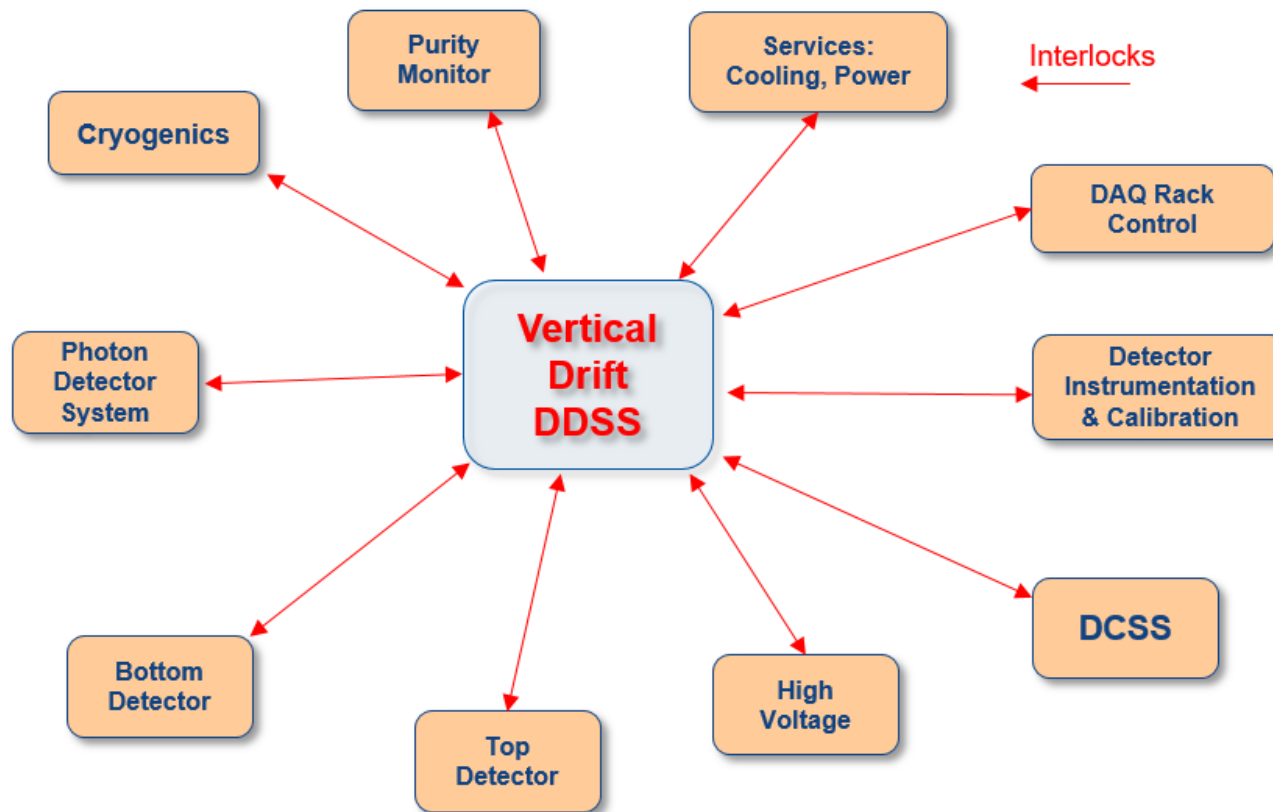 Purity
Monitor
Services:
Cooling, Power
Interlocks
Cryogenics
DAQ Rack
Control
Photon
Detector
System
Vertical
Drift
DDSS
Detector
Instrumentation
& Calibration
Bottom
Detector
Top
Detector
High
Voltage
DCSS